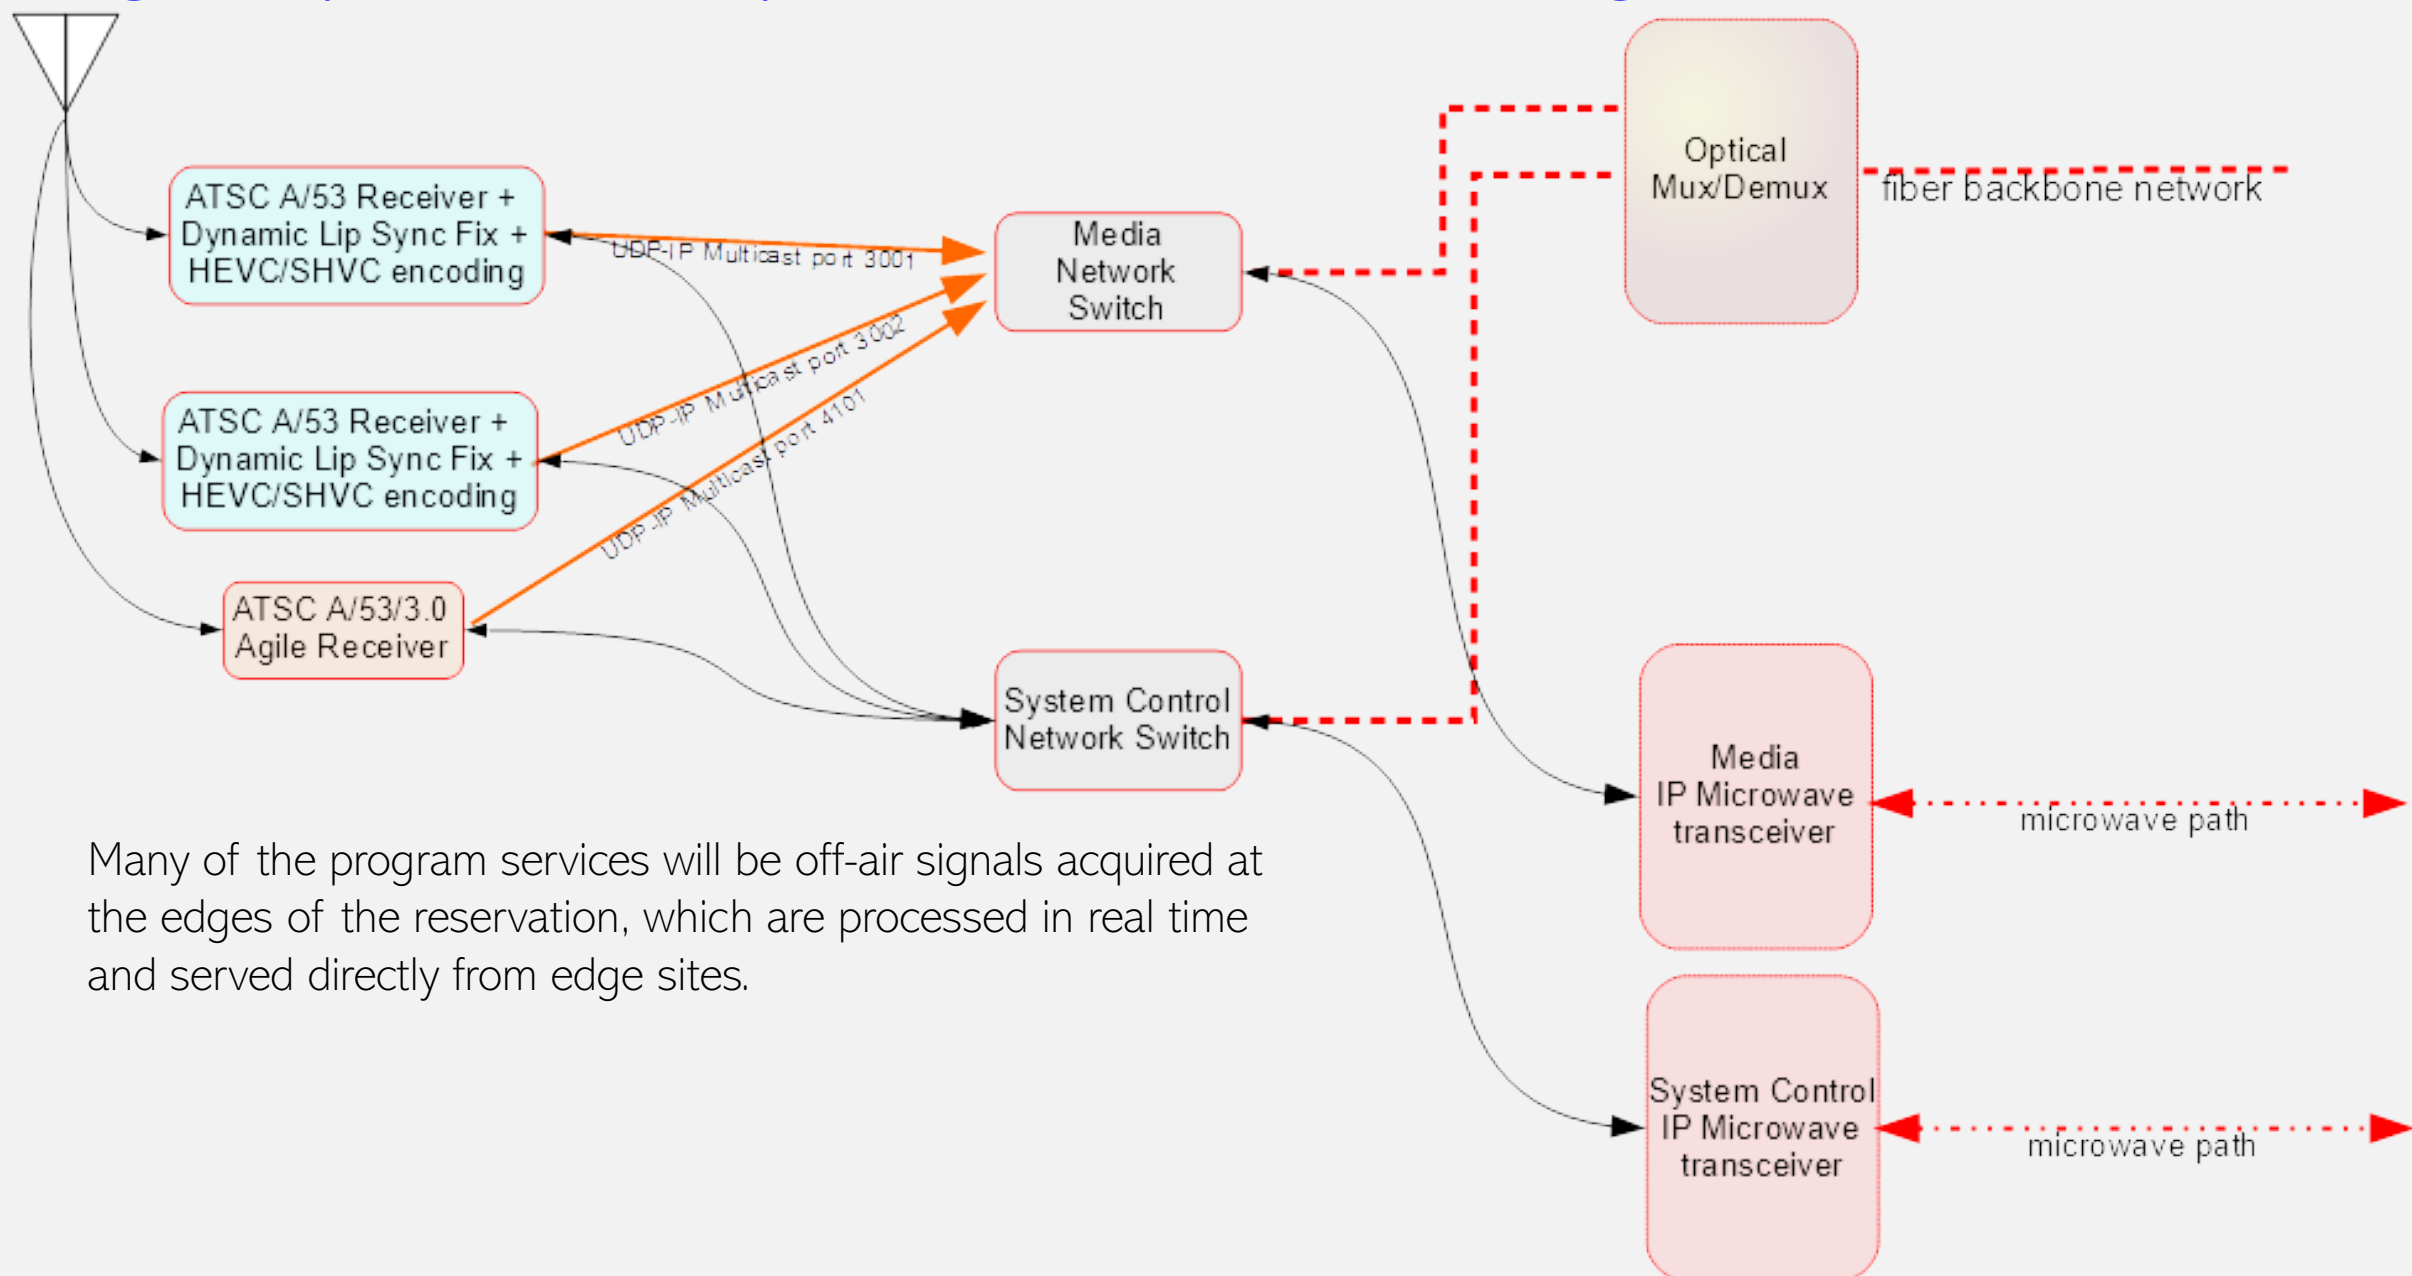 ATSC A/53 Receiver +
Dynamic Lip Sync Fix +
HEVC/SHVC encoding
UDP-IP Multicast port 3001
Media
Network
Switch
Optical
Mux/Demux
fiber backbone network
ATSC A/53 Receiver +
Dynamic Lip Sync Fix +
HEVC/SHVC encoding
UDP-IP Multicast port 3002
UDP-IP Multicast port 4101
ATSC A/53/3.0
Agile Receiver
System Control
Network Switch
Media
IP Microwave
transceiver
microwave path
Many of the program services will be off-air signals acquired at
the edges of the reservation, which are processed in real time
and served directly from edge sites.
System Control
IP Microwave
transceiver
microwave path